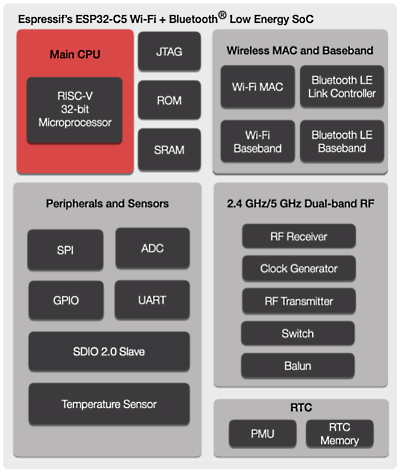 Espressif's ESP32-C5 Wi-Fi + Bluetooth® Low Energy SoC
Main CPU
RISC-V
32-bit
Microprocessor
JTAG
ROM
SRAM
Wireless MAC and Baseband
Wi-Fi MAC
Bluetooth LE
Link Controller
Wi-Fi
Baseband
Bluetooth LE
Baseband
Peripherals and Sensors
SPI
ADC
GPIO
UART
SDIO 2.0 Slave
Temperature Sensor
2.4 GHz/5 GHz Dual-band RF
RF Receiver
Clock Generator
RF Transmitter
Switch
Balun
RTC
PMU
RTC
Memory